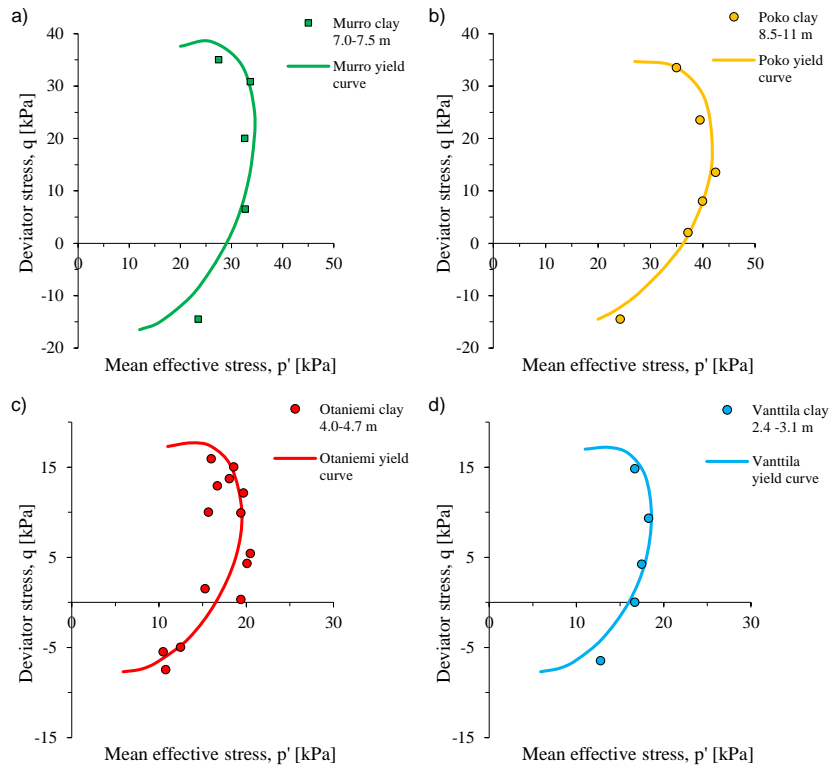 a)
Murro clay
7.0-7.5 m
Murro yield
curve
Deviator stress, q [kPa]
40
30
20
10
0
-10
-20
0
10
20
30
40
50
Mean effective stress, p' [kPa]
b)
Poko clay
8.5-11 m
Poko yield
curve
Deviator stress, q [kPa]
40
30
20
10
0
-10
-20
0
10
20
30
40
50
Mean effective stress, p' [kPa]
c)
Otaniemi clay
4.0-4.7 m
Otaniemi yield
curve
Deviator stress, q [kPa]
15
5
-5
-15
0
10
20
30
Mean effective stress, p' [kPa]
d)
Vanttila clay
2.4 -3.1 m
Vanttila
yield curve
Deviator stress, q [kPa]
15
5
-5
-15
0
10
20
30
Mean effective stress, p' [kPa]